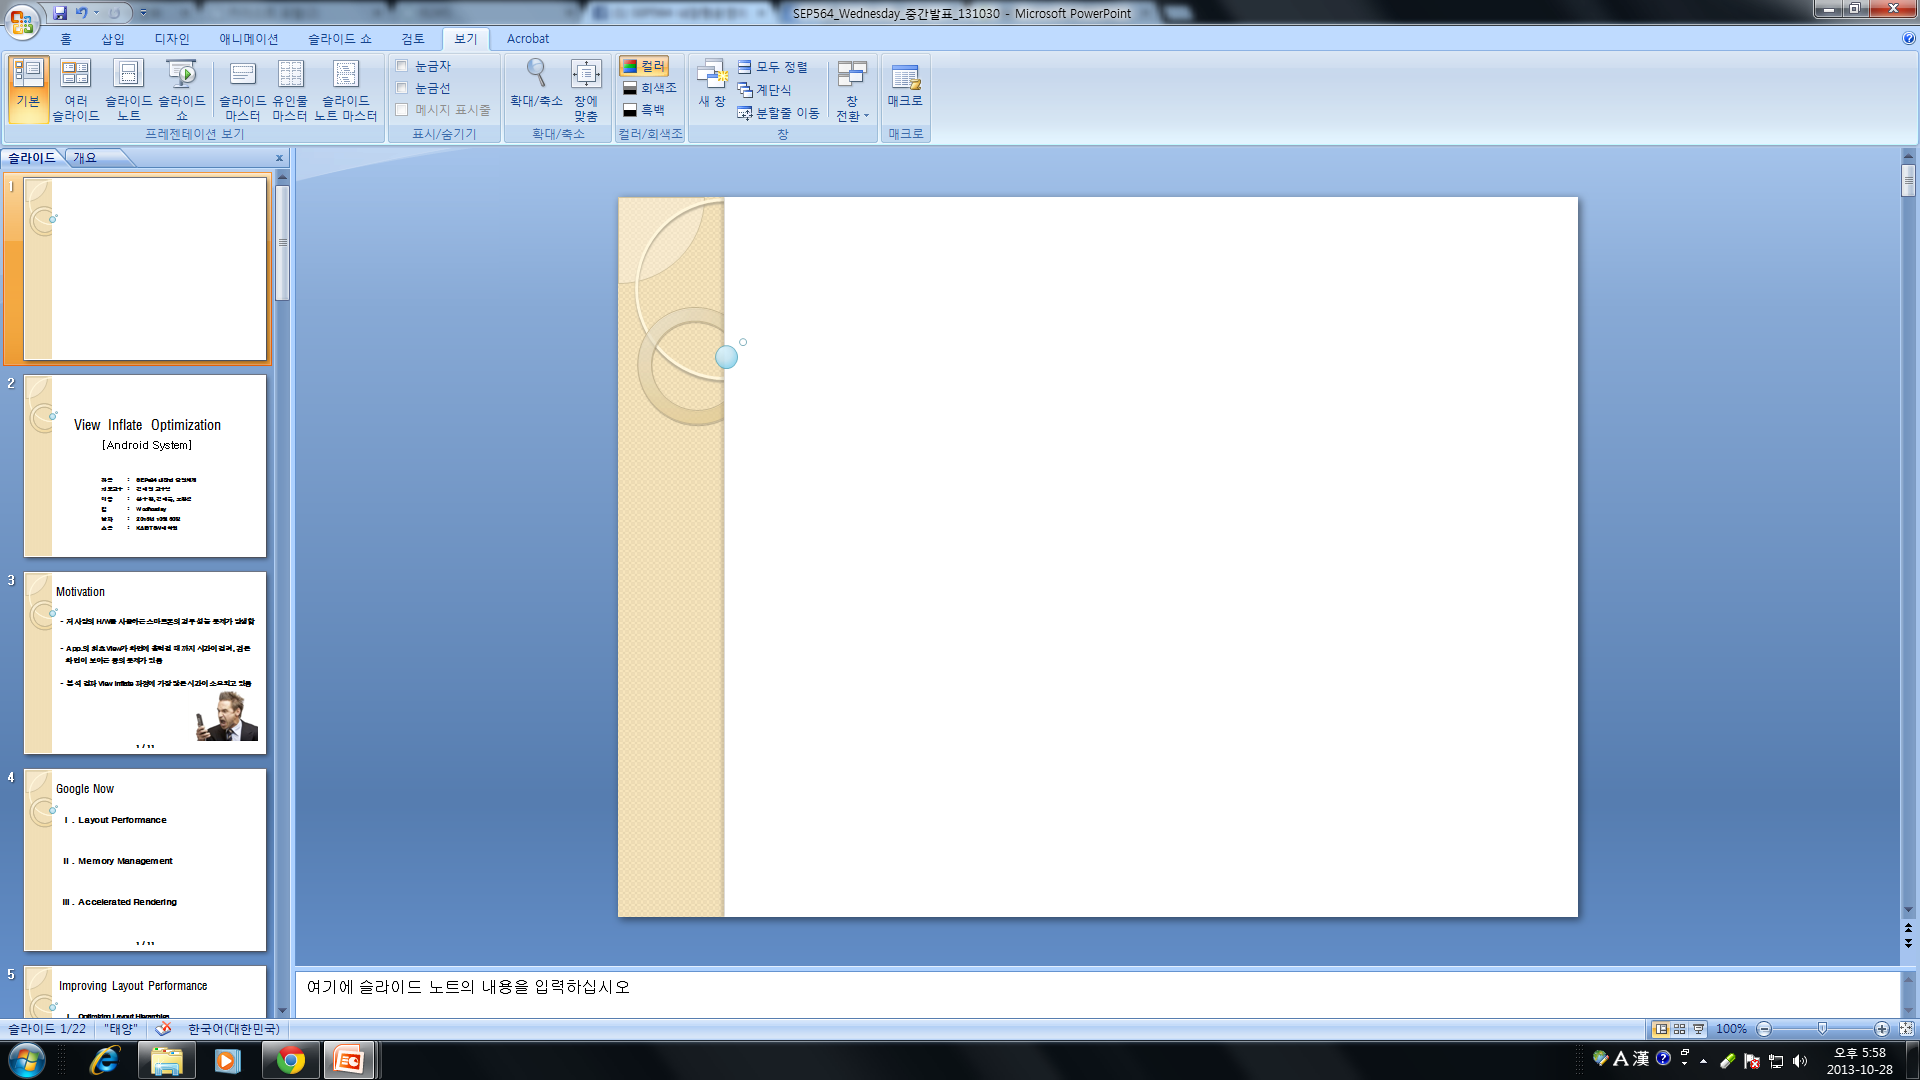 SEP564_Wednesday_중간발표_131030 - Microsoft PowerPoint
홈 삽입 디자인 애니메이션 슬라이드 쇼 검토 보기 Acrobat
기본
여러 슬라이드
슬라이드 노트
슬라이드 쇼
슬라이드 마스터
유인물 마스터
슬라이드 노트 마스터
프레젠테이션 보기
눈금자
눈금선
메시지 표시줄
표시/숨기기
확대/축소
창에 맞춤
확대/축소
컬러
회색조
흑백
컬러/회색조
새 창
모두 정렬
계단식
분할줄 이동
창 전환
창
매크로
매크로
슬라이드 개요
1
2
View Inflate Optimization
[Android System]
Wednesday
3
Motivation
4
Google Now
I . Layout Performance
II . Memory Management
III . Accelerated Rendering
5
Improving Layout Performance
I. Optimizing Layout Hierarchies
여기에 슬라이드 노트의 내용을 입력하십시오
슬라이드 1/22 "태양" 한국어(대한민국)
100%
A 漢
오후 5:58
2013-10-28